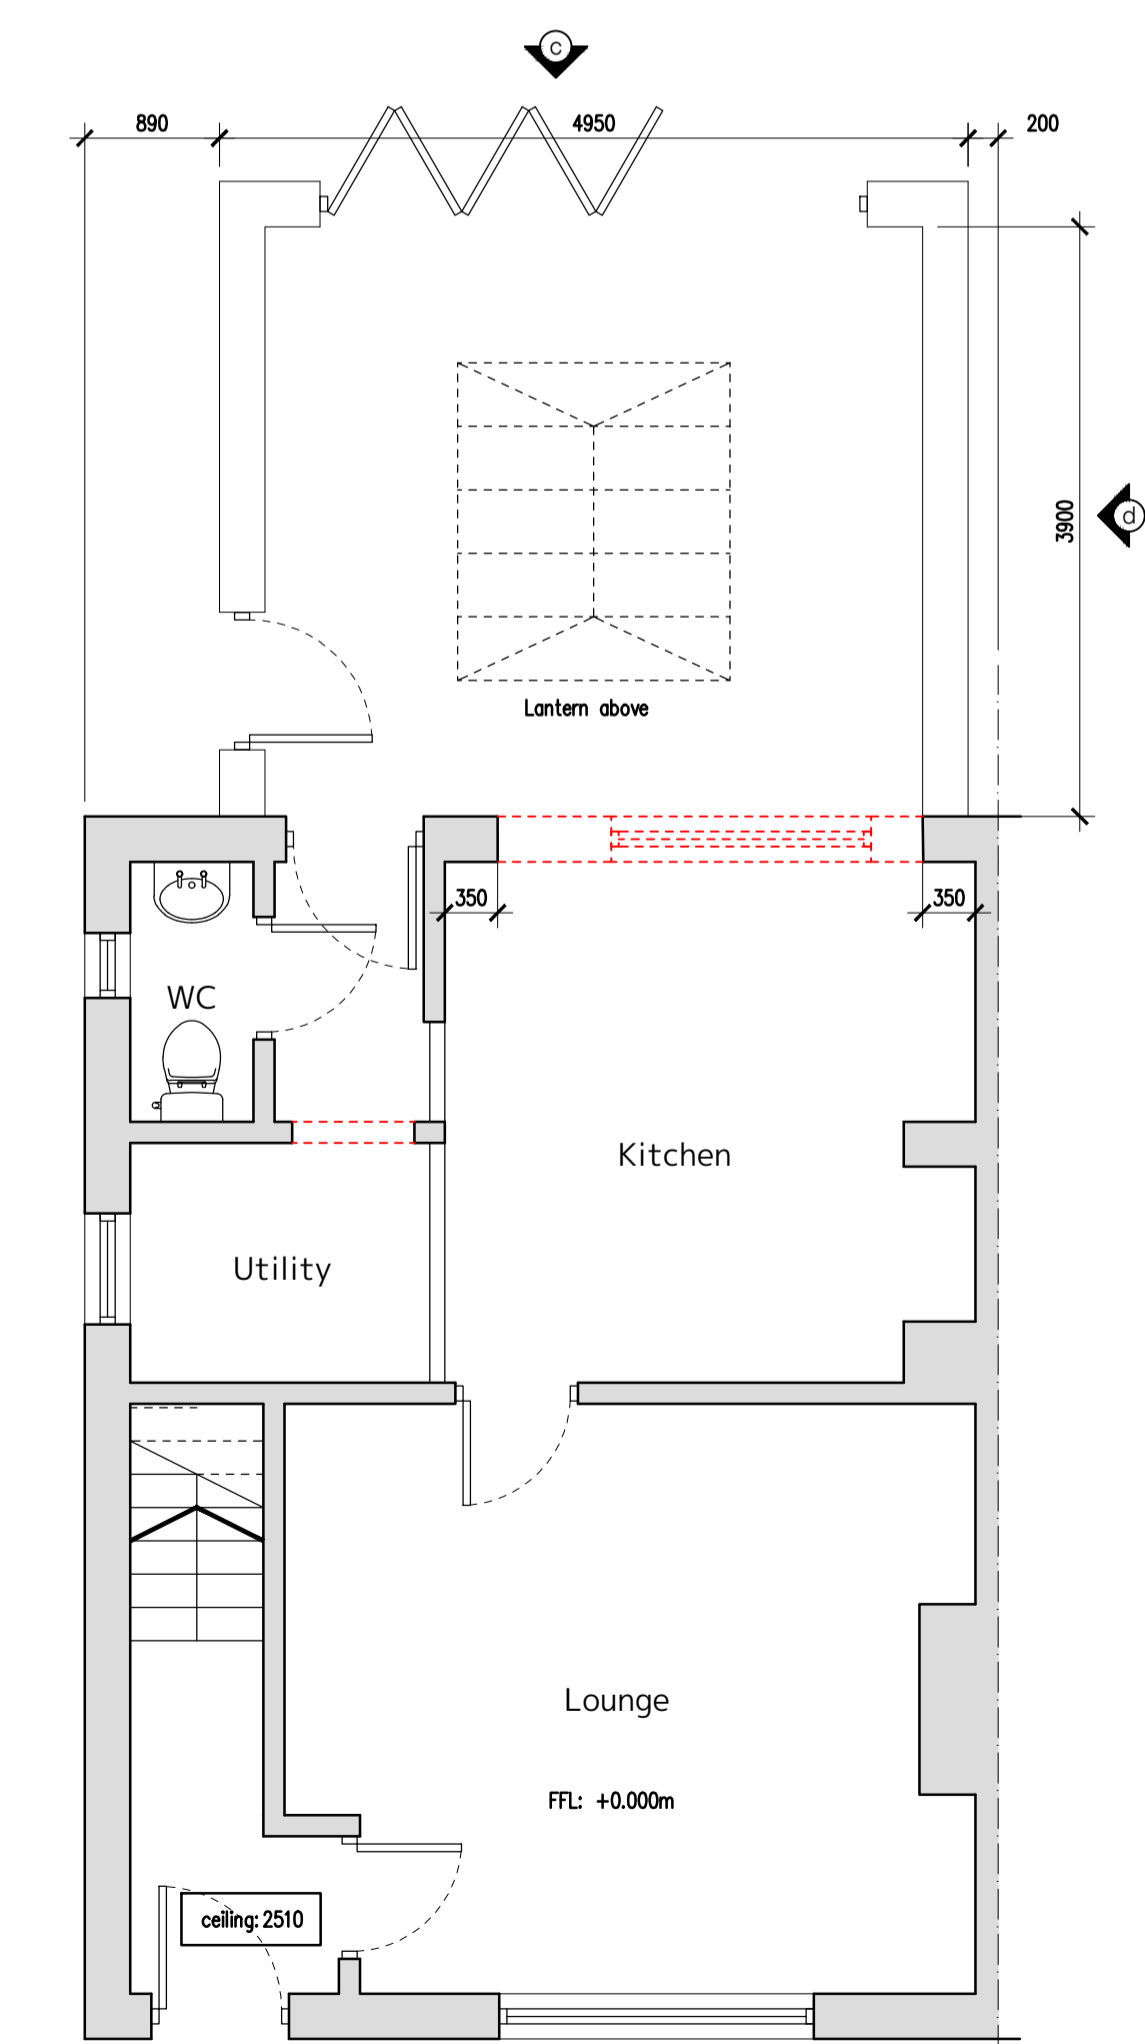 c
890
4950
200
3900
d
Lantern above
350
350
WC
Kitchen
Utility
Lounge
FFL: +0.000m
ceiling: 2510